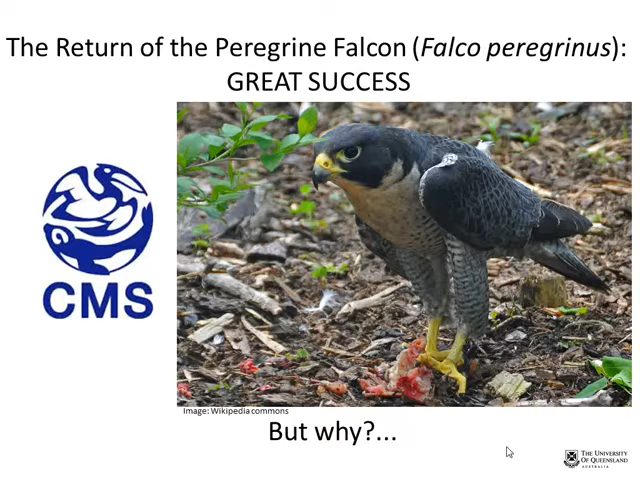 The Return of the Peregrine Falcon (Falco peregrinus):
GREAT SUCCESS
CMS
Image: Wikipedia commons
But why?...
THE UNIVERSITY
OF QUEENSLAND
AUSTRALIA